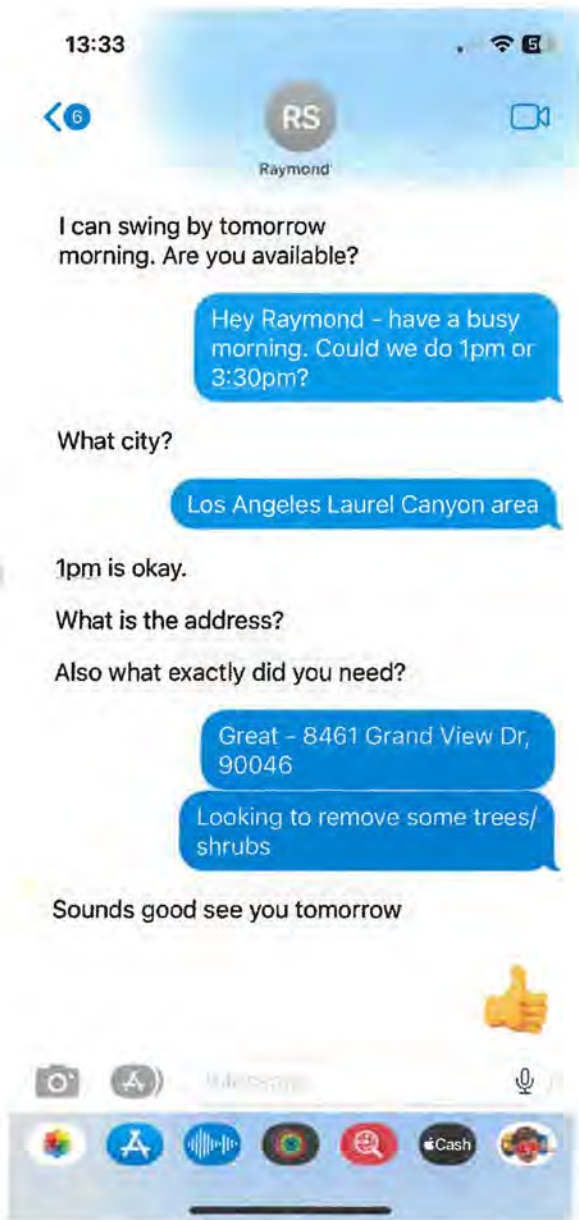 13:33
6
RS
Raymond
I can swing by tomorrow
morning. Are you available?
Hey Raymond - have a busy
morning. Could we do 1pm or
3:30pm?
What city?
Los Angeles Laurel Canyon area
1pm is okay.
What is the address?
Also what exactly did you need?
Great - 8461 Grand View Dr,
90046
Looking to remove some trees/
shrubs
Sounds good see you tomorrow
Cash